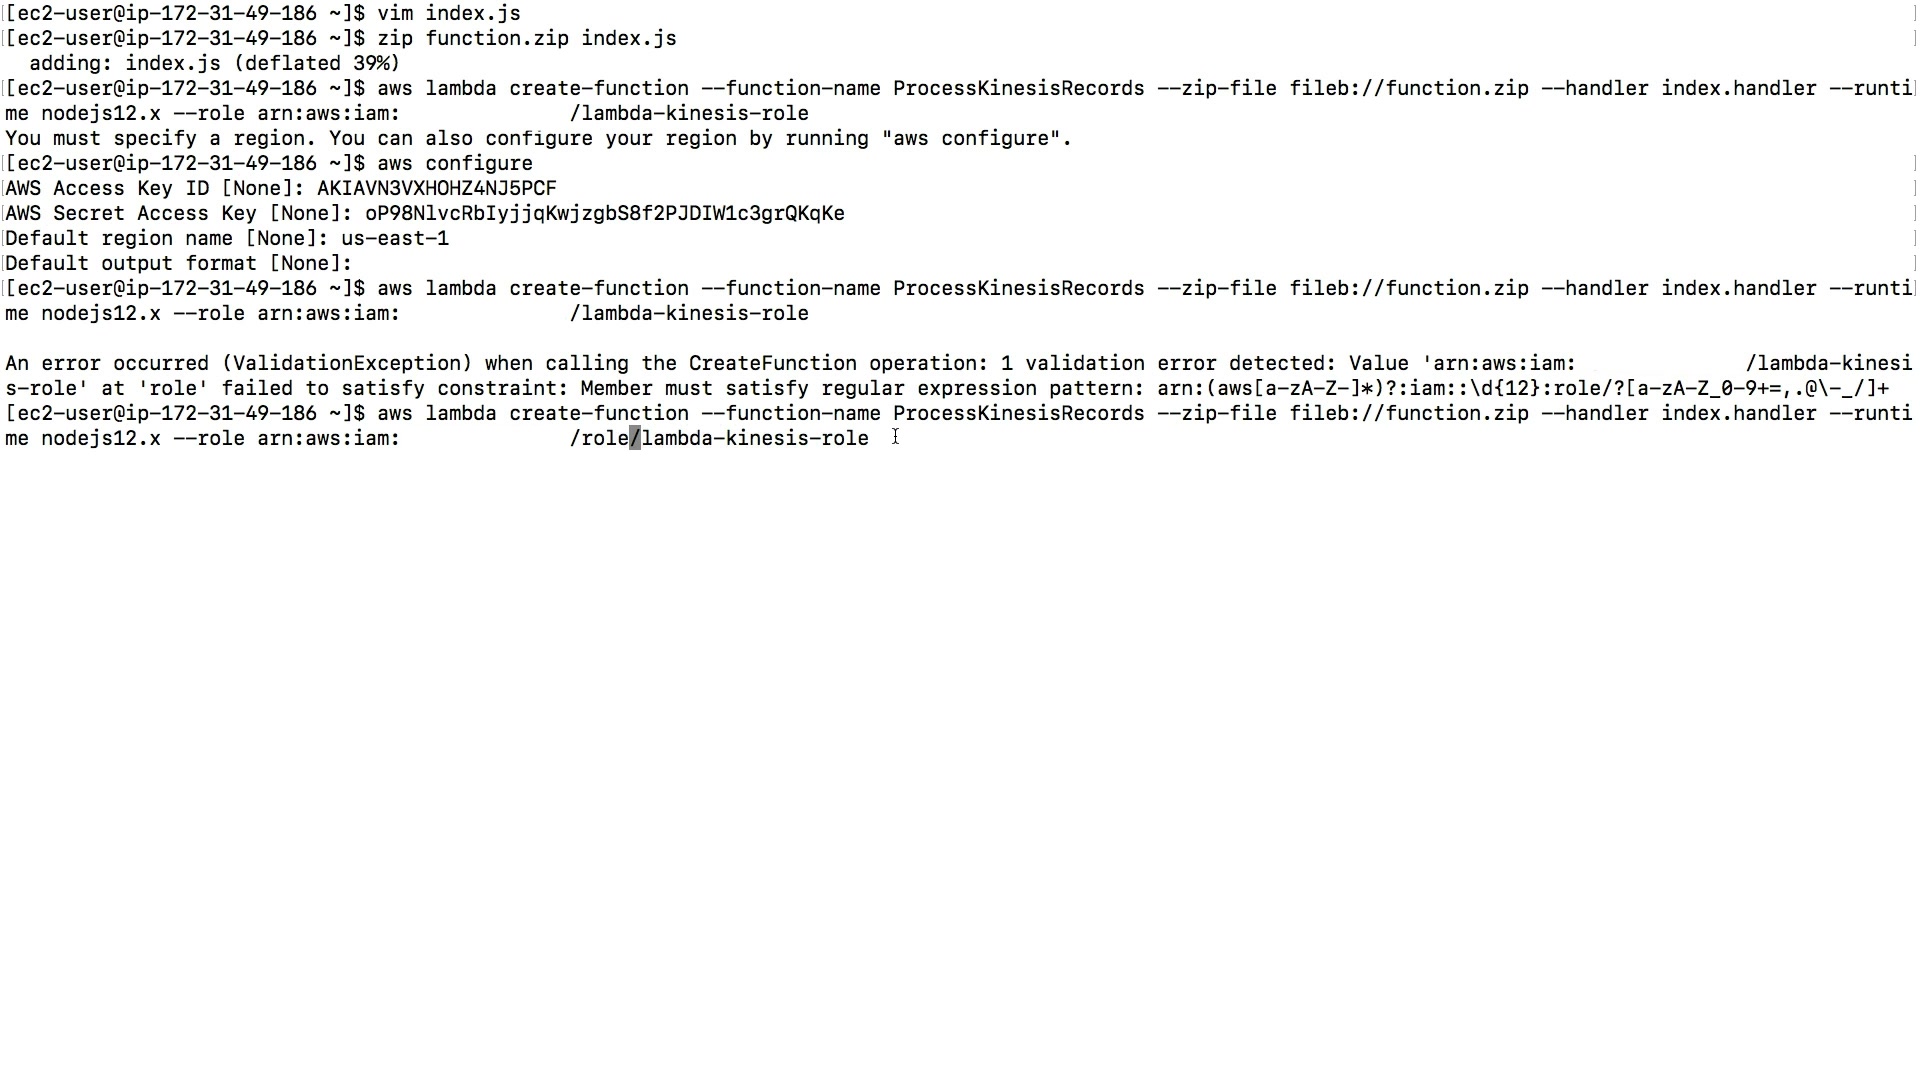 [ec2-user@ip-172-31-49-186 ~]$ vim index.js
[ec2-user@ip-172-31-49-186 ~]$ zip function.zip index.js
adding: index.js (deflated 39%)
[ec2-user@ip-172-31-49-186 ~]$ aws lambda create-function --function-name ProcessKinesisRecords --zip-file fileb://function.zip --handler index.handler --runti
me nodejs12.x --role arn:aws:iam: /lambda-kinesis-role
You must specify a region. You can also configure your region by running "aws configure".
[ec2-user@ip-172-31-49-186 ~]$ aws configure
AWS Access Key ID [None]: AKIAVN3VXHOHZ4NJ5PCF
AWS Secret Access Key [None]: oP98NlvcRbIyjjqKwjzgbS8f2PJDIW1c3grQKqKe
Default region name [None]: us-east-1
Default output format [None]:
[ec2-user@ip-172-31-49-186 ~]$ aws lambda create-function --function-name ProcessKinesisRecords --zip-file fileb://function.zip --handler index.handler --runti
me nodejs12.x --role arn:aws:iam: /lambda-kinesis-role
An error occurred (ValidationException) when calling the CreateFunction operation: 1 validation error detected: Value 'arn:aws:iam: /lambda-kinesi
s-role' at 'role' failed to satisfy constraint: Member must satisfy regular expression pattern: arn:(aws[a-zA-Z-]*)?:iam::\d{12}:role/?[a-zA-Z_0-9+=,.@\-_/]+
[ec2-user@ip-172-31-49-186 ~]$ aws lambda create-function --function-name ProcessKinesisRecords --zip-file fileb://function.zip --handler index.handler --runti
me nodejs12.x --role arn:aws:iam: /role/lambda-kinesis-role